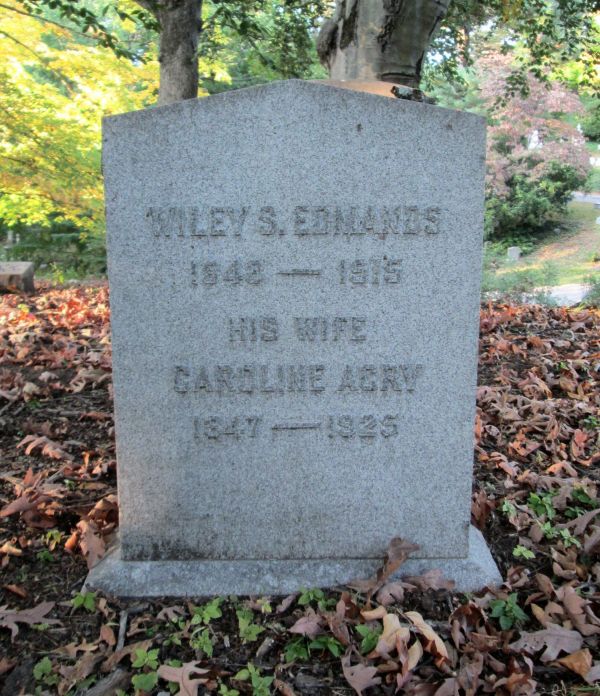 WILEY S. EDMANDS
1848 — 1915
HIS WIFE
CAROLINE AGRY
1847 — 1925